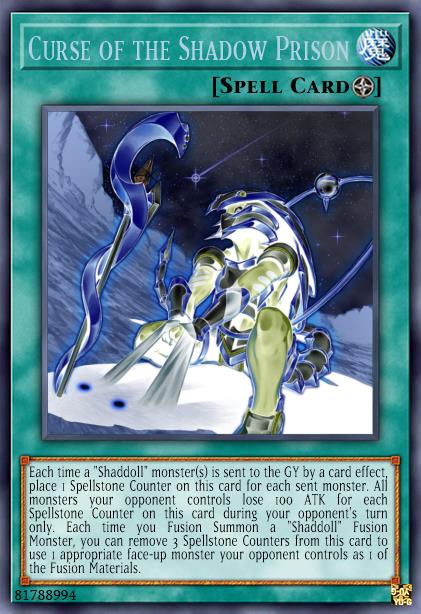 CURSE OF THE SHADOW PRISON
魔
[SPELL CARD]
Each time a "Shaddoll" monster(s) is sent to the GY by a card effect,
place 1 Spellstone Counter on this card for each sent monster. All
monsters your opponent controls lose 100 ATK for each
Spellstone Counter on this card during your opponent's turn
only. Each time you Fusion Summon a "Shaddoll" Fusion
Monster, you can remove 3 Spellstone Counters from this card to
use 1 appropriate face-up monster your opponent controls as 1 of
the Fusion Materials.
81788994